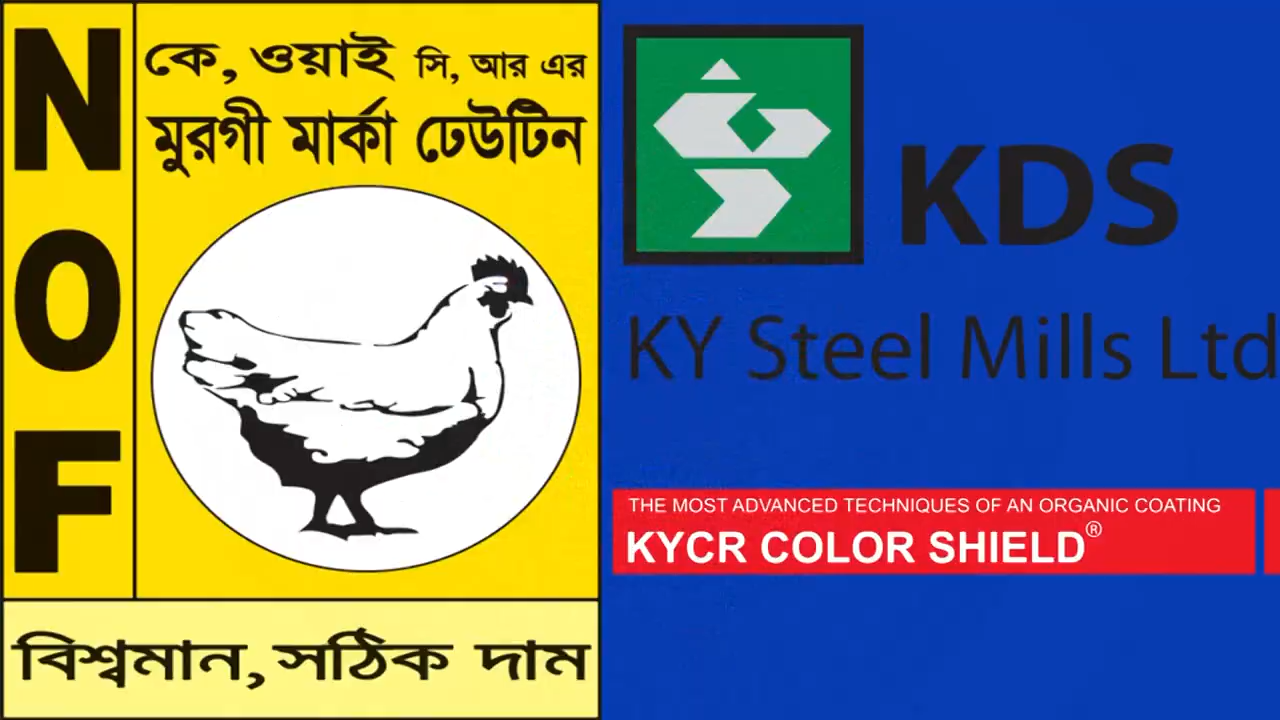 NOF
কে, ওয়াই সি, আর এর
মুরগী মার্কা ঢেউটিন
বিশ্বমান, সঠিক দাম
KDS
KY Steel Mills Ltd
THE MOST ADVANCED TECHNIQUES OF AN ORGANIC COATING
KYCR COLOR SHIELD®